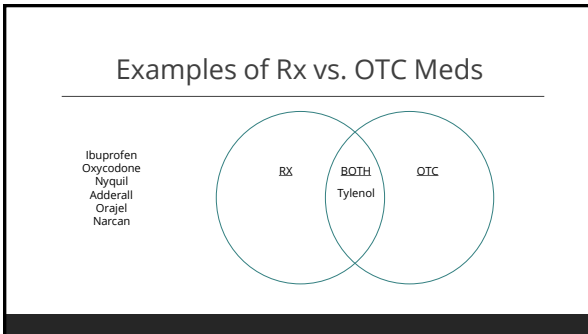 Examples of Rx vs. OTC Meds
Ibuprofen
Oxycodone
Nyquil
Adderall
Orajel
Narcan
RX
BOTH
OTC
Tylenol